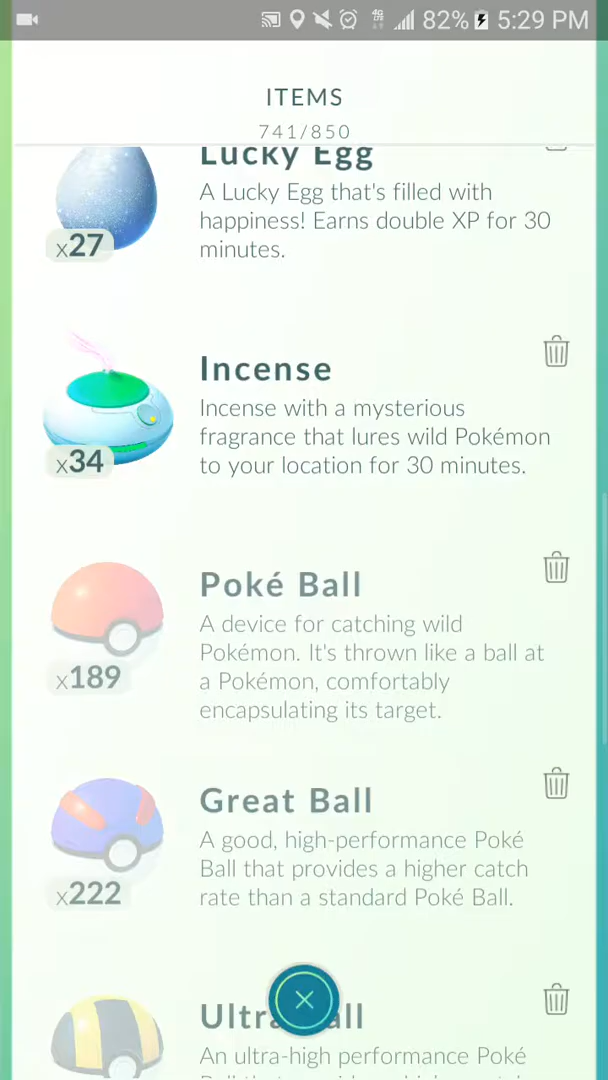 82% 5:29 PM
ITEMS
741/850
Lucky Egg
A Lucky Egg that's filled with
happiness! Earns double XP for 30
minutes.
x27
Incense
Incense with a mysterious
fragrance that lures wild Pokémon
to your location for 30 minutes.
x34
Poké Ball
A device for catching wild
Pokémon. It's thrown like a ball at
a Pokémon, comfortably
encapsulating its target.
x189
Great Ball
A good, high-performance Poké
Ball that provides a higher catch
rate than a standard Poké Ball.
x222
An ultra-high performance Poké